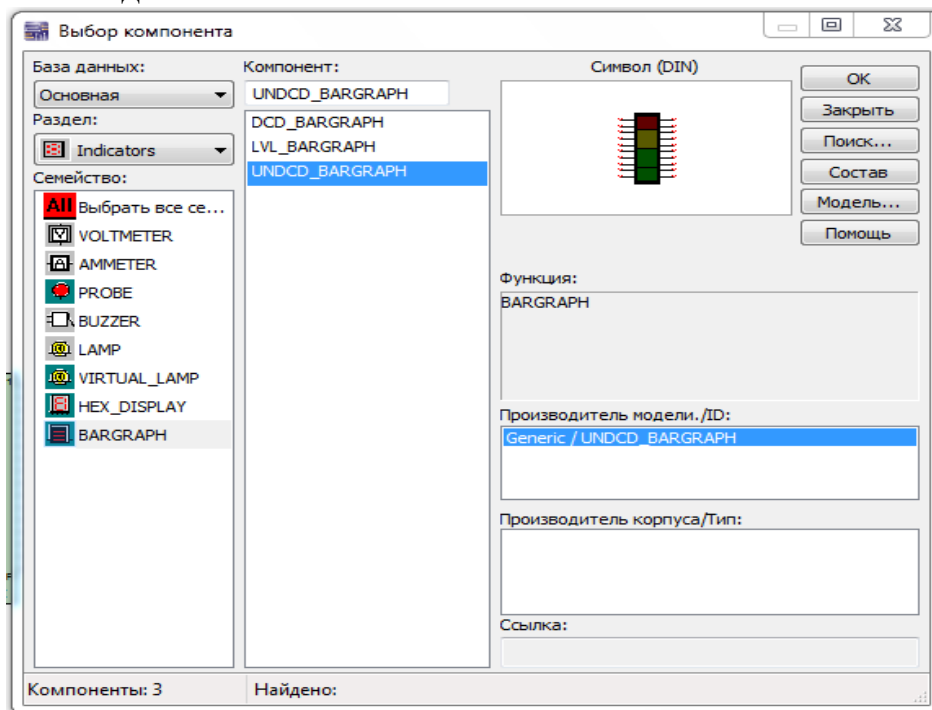 Выбор компонента
База данных:
Основная
Раздел:
Indicators
Семейство:
All Выбрать все се...
VOLTMETER
AMMETER
PROBE
BUZZER
LAMP
VIRTUAL_LAMP
HEX_DISPLAY
BARGRAPH
Компонент:
UNDCD_BARGRAPH
DCD_BARGRAPH
LVL_BARGRAPH
UNDCD_BARGRAPH
Символ (DIN)
OK
Закрыть
Поиск...
Состав
Модель...
Помощь
Функция:
BARGRAPH
Производитель модели./ID:
Generic / UNDCD_BARGRAPH
Производитель корпуса/Тип:
Ссылка:
Компоненты: 3
Найдено: